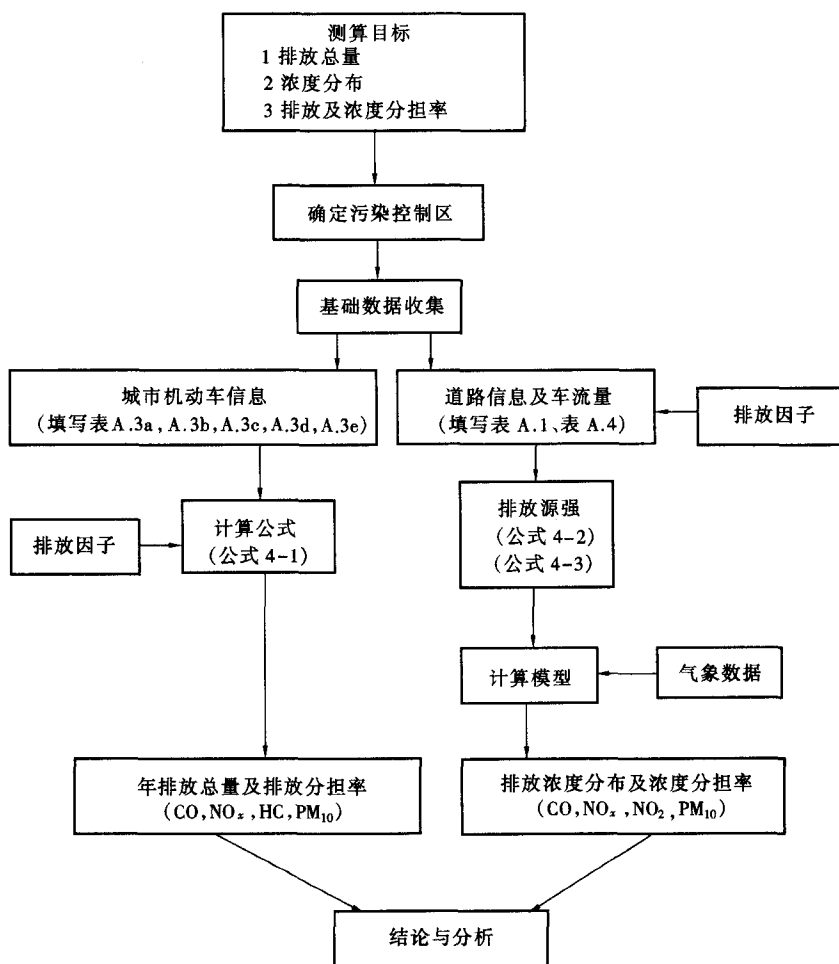 测算目标
1 排放总量
2 浓度分布
3 排放及浓度分担率
确定污染控制区
基础数据收集
城市机动车信息
(填写表 A.3a, A.3b, A.3c, A.3d, A.3e)
道路信息及车流量
(填写表 A.1、表 A.4)
排放因子
排放因子
计算公式
(公式 4-1)
排放源强
(公式 4-2)
(公式 4-3)
计算模型
气象数据
年排放总量及排放分担率
(CO, NOₓ, HC, PM₁₀)
排放浓度分布及浓度分担率
(CO, NOₓ, NO₂, PM₁₀)
结论与分析